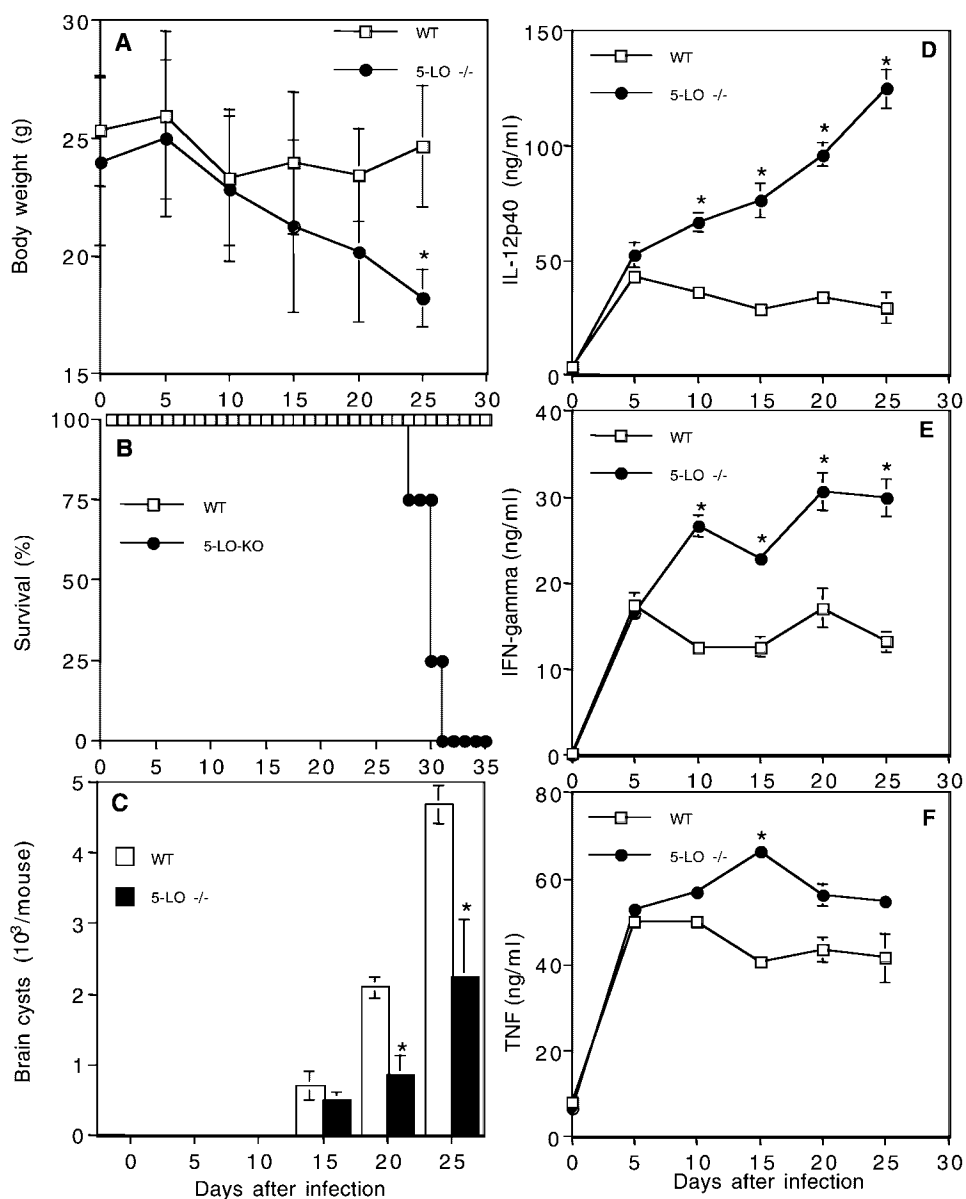 A
WT
5-LO -/-
30
25
20
15
Body weight (g)
*
0 5 10 15 20 25 30
B
WT
5-LO-KO
100
75
50
25
0
Survival (%)
0 5 10 15 20 25 30 35
C
WT
5-LO -/-
5
4
3
2
1
0
Brain cysts (10³/mouse)
*
*
0 5 10 15 20 25
Days after infection
D
WT
5-LO -/-
150
100
50
0
IL-12p40 (ng/ml)
* * * *
0 5 10 15 20 25 30
E
WT
5-LO -/-
40
30
20
10
0
IFN-gamma (ng/ml)
* * * *
0 5 10 15 20 25 30
F
WT
5-LO -/-
80
60
40
20
0
TNF (ng/ml)
*
0 5 10 15 20 25 30
Days after infection